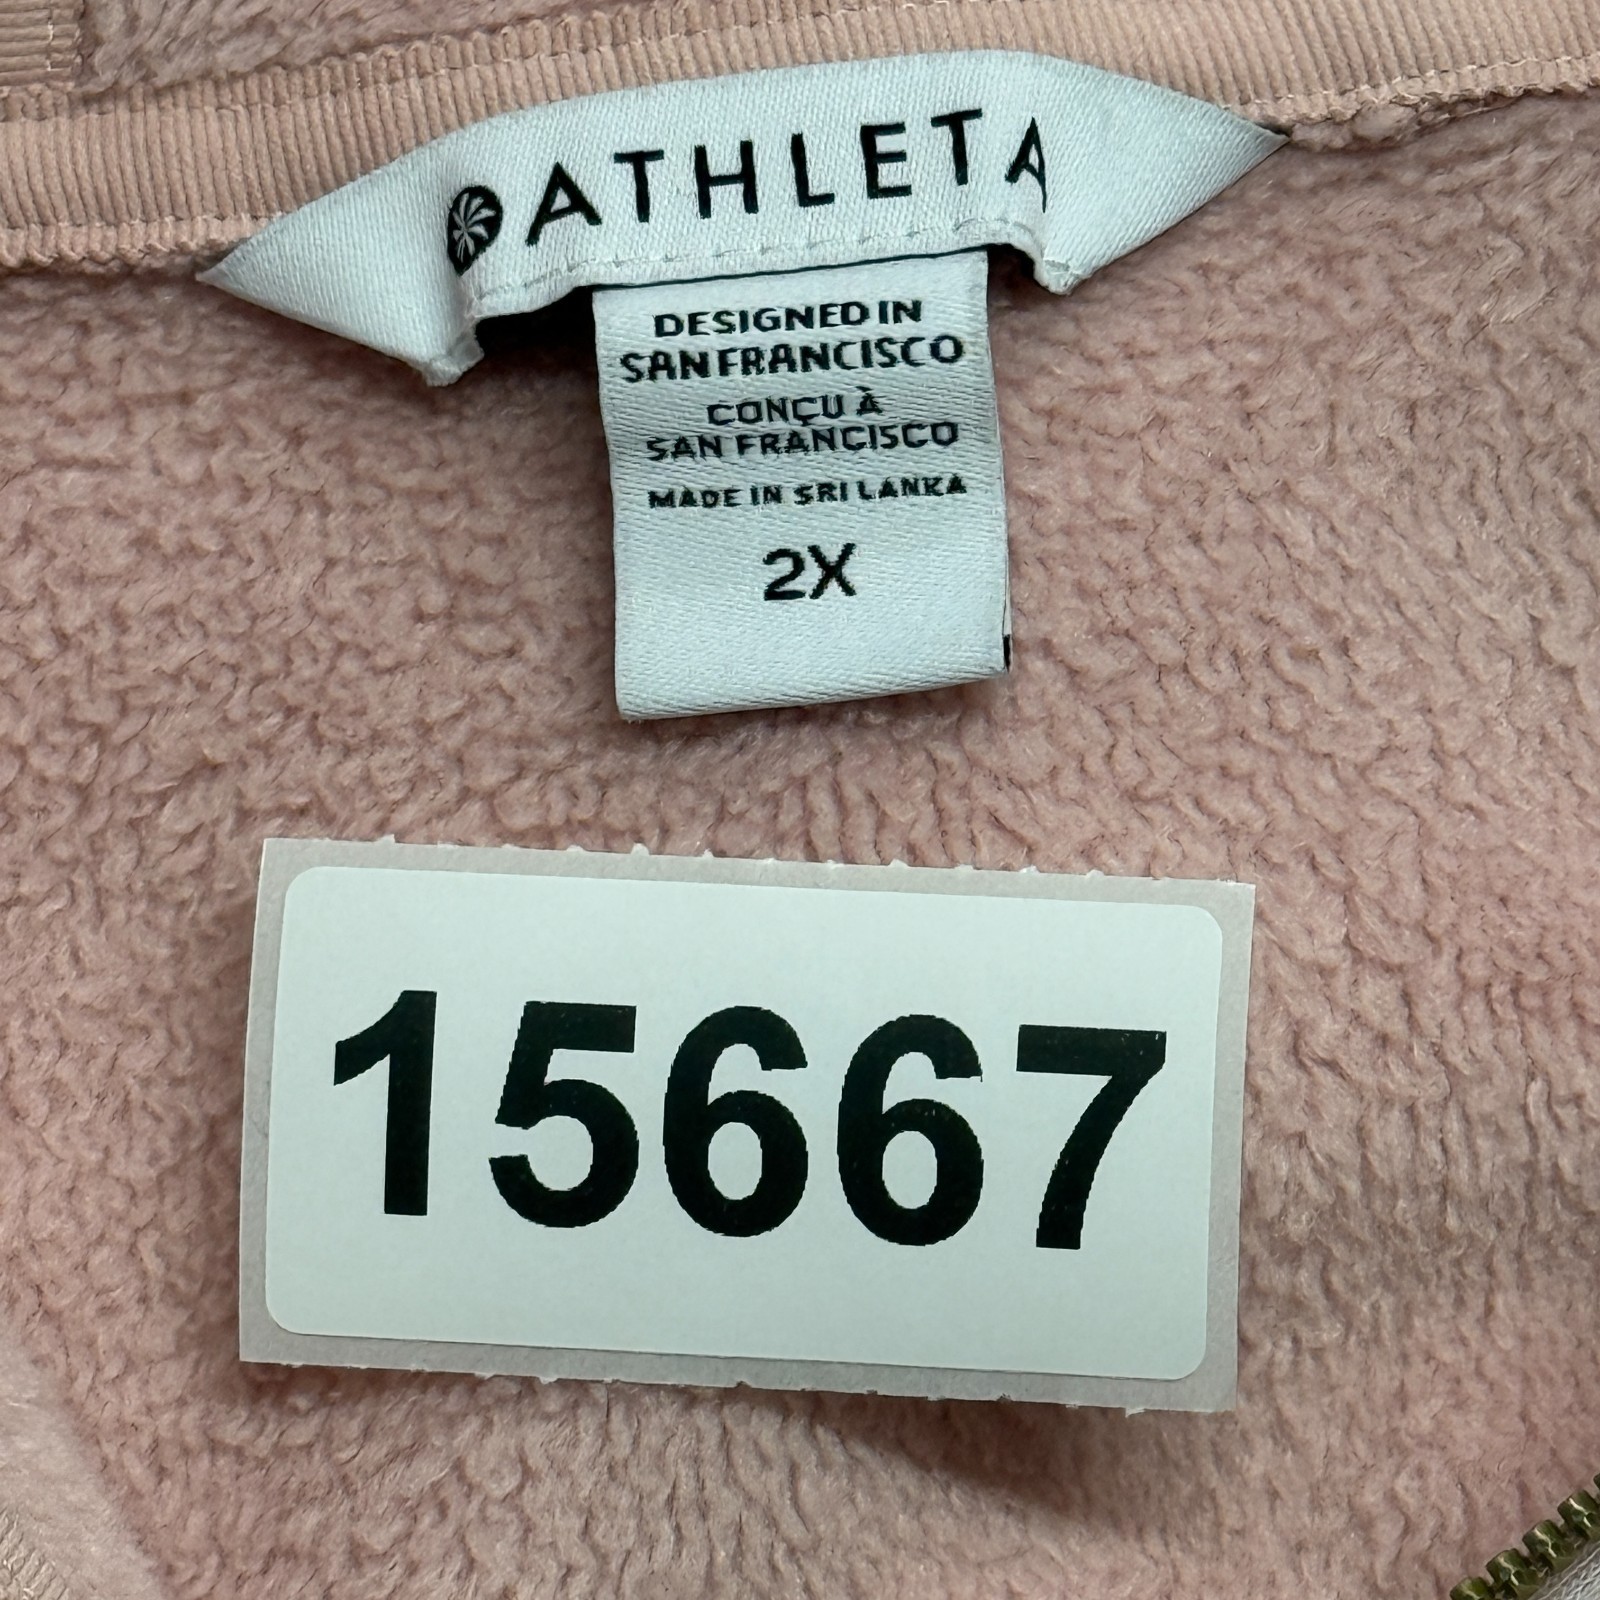 ATHLETA
DESIGNED IN
SAN FRANCISCO
CONÇU À
SAN FRANCISCO
MADE IN SRI LANKA
2X
15667